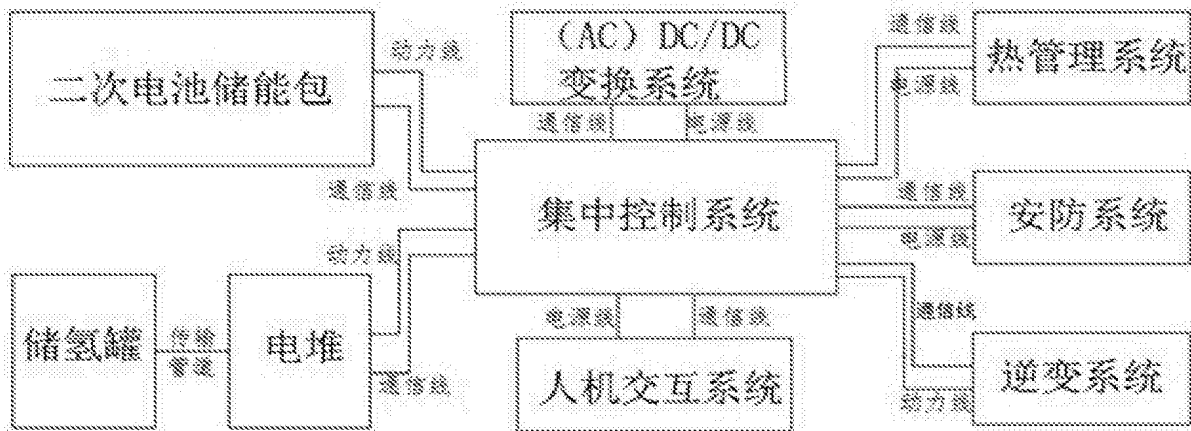 二次电池储能包
动力线
通信线
（AC）DC/DC
变换系统
通信线
电源线
通信线
电源线
热管理系统
集中控制系统
通信线
电源线
安防系统
动力线
通信线
储氢罐
传输
管道
电堆
电源线
通信线
人机交互系统
通信线
动力线
逆变系统